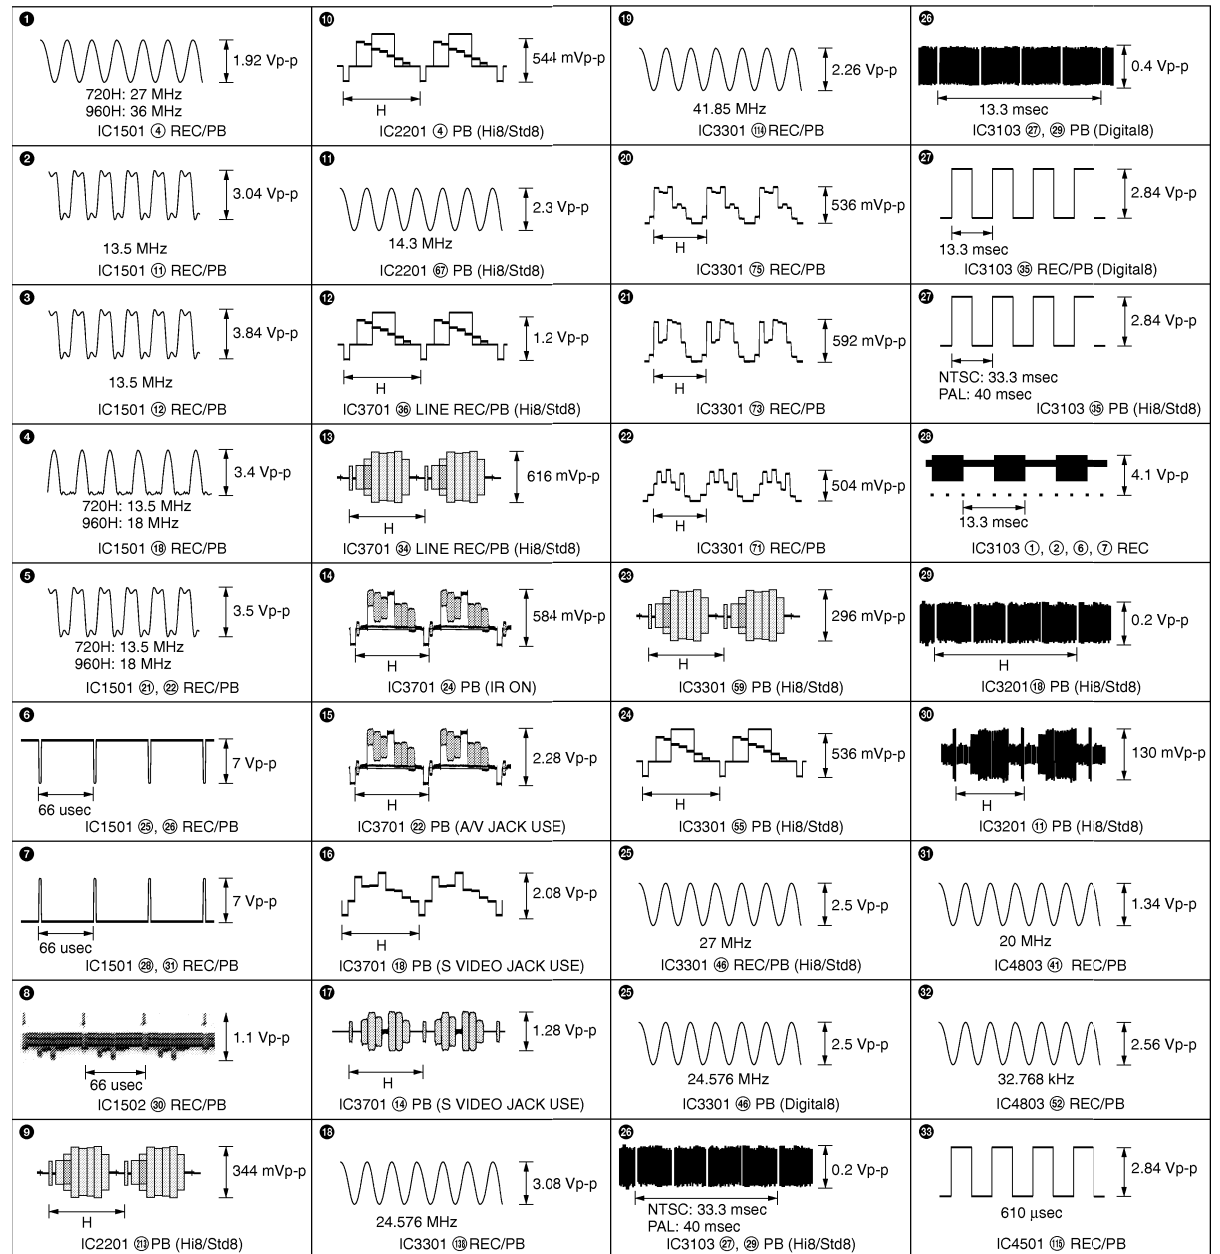 1
1.92 Vp-p
720H: 27 MHz
960H: 36 MHz
IC1501 ④ REC/PB
2
3.04 Vp-p
13.5 MHz
IC1501 ⑪ REC/PB
3
3.84 Vp-p
13.5 MHz
IC1501 ⑫ REC/PB
4
3.4 Vp-p
720H: 13.5 MHz
960H: 18 MHz
IC1501 ⑱ REC/PB
5
3.5 Vp-p
720H: 13.5 MHz
960H: 18 MHz
IC1501 ㉑, ㉒ REC/PB
6
7 Vp-p
66 usec
IC1501 ㉕, ㉖ REC/PB
7
7 Vp-p
66 usec
IC1501 ㉘, ㉛ REC/PB
8
1.1 Vp-p
66 usec
IC1502 ㉚ REC/PB
9
344 mVp-p
H
IC2201 (213) PB (Hi8/Std8)
10
544 mVp-p
H
IC2201 ④ PB (Hi8/Std8)
11
2.3 Vp-p
14.3 MHz
IC2201 (67) PB (Hi8/Std8)
12
1.2 Vp-p
H
IC3701 ㊱ LINE REC/PB (Hi8/Std8)
13
616 mVp-p
H
IC3701 ㉞ LINE REC/PB (Hi8/Std8)
14
584 mVp-p
H
IC3701 ㉔ PB (IR ON)
15
2.28 Vp-p
H
IC3701 ㉒ PB (A/V JACK USE)
16
2.08 Vp-p
H
IC3701 ⑱ PB (S VIDEO JACK USE)
17
1.28 Vp-p
H
IC3701 ⑭ PB (S VIDEO JACK USE)
18
3.08 Vp-p
24.576 MHz
IC3301 (138) REC/PB
19
2.26 Vp-p
41.85 MHz
IC3301 (114) REC/PB
20
536 mVp-p
H
IC3301 (75) REC/PB
21
592 mVp-p
H
IC3301 (73) REC/PB
22
504 mVp-p
H
IC3301 (71) REC/PB
23
296 mVp-p
H
IC3301 (59) PB (Hi8/Std8)
24
536 mVp-p
H
IC3301 (55) PB (Hi8/Std8)
25
2.5 Vp-p
27 MHz
IC3301 ㊻ REC/PB (Hi8/Std8)
25
2.5 Vp-p
24.576 MHz
IC3301 ㊻ PB (Digital8)
26
0.2 Vp-p
NTSC: 33.3 msec
PAL: 40 msec
IC3103 ㉗, ㉙ PB (Hi8/Std8)
26
0.4 Vp-p
13.3 msec
IC3103 ㉗, ㉙ PB (Digital8)
27
2.84 Vp-p
13.3 msec
IC3103 ㉟ REC/PB (Digital8)
27
2.84 Vp-p
NTSC: 33.3 msec
PAL: 40 msec
IC3103 ㉟ PB (Hi8/Std8)
28
4.1 Vp-p
13.3 msec
IC3103 ①, ②, ⑥, ⑦ REC
29
0.2 Vp-p
H
IC3201 ⑱ PB (Hi8/Std8)
30
130 mVp-p
H
IC3201 ⑪ PB (Hi8/Std8)
31
1.34 Vp-p
20 MHz
IC4803 ㊶ REC/PB
32
2.56 Vp-p
32.768 kHz
IC4803 (52) REC/PB
33
2.84 Vp-p
610 μsec
IC4501 (115) REC/PB